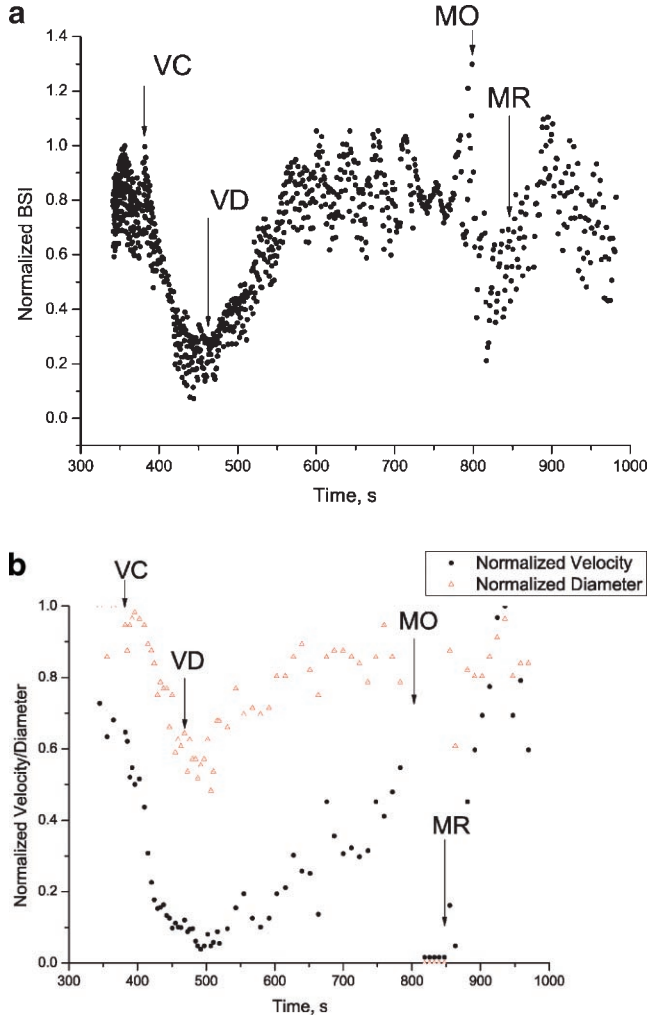 a
MO
VC
MR
VD
1.4
1.2
1.0
0.8
0.6
0.4
0.2
0.0
Normalized BSI
300 400 500 600 700 800 900 1000
Time, s
b
Normalized Velocity
Normalized Diameter
VC
MO
VD
MR
1.0
0.8
0.6
0.4
0.2
0.0
Normalized Velocity/Diameter
300 400 500 600 700 800 900 1000
Time, s